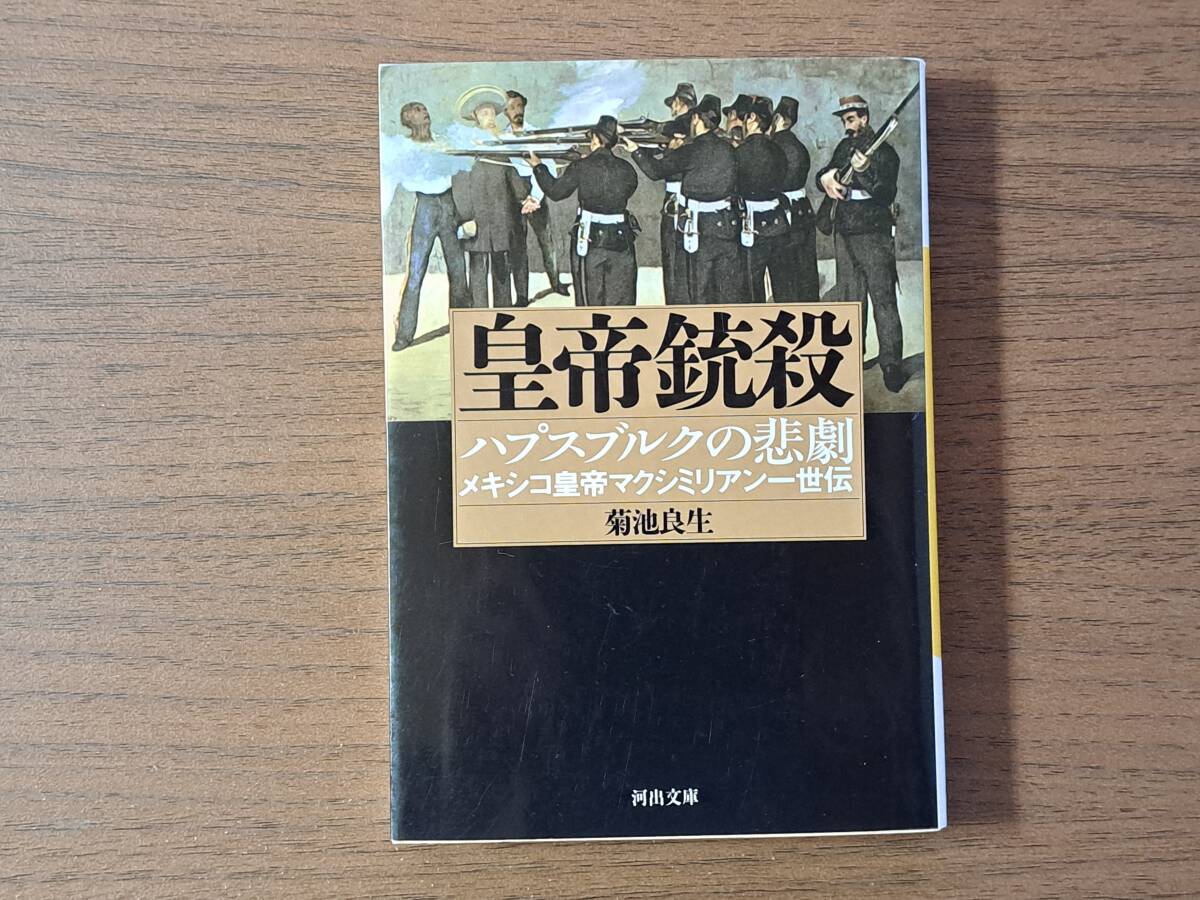 皇帝銃殺
ハプスブルクの悲劇
メキシコ皇帝マクシミリアン一世伝
菊池良生
河出文庫